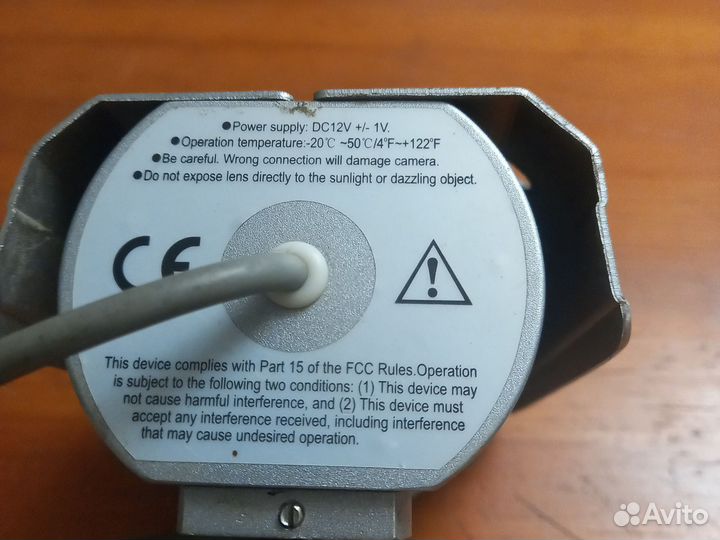 ●Power supply: DC12V +/- 1V.
●Operation temperature:-20℃ ~50℃/4℉~+122℉
●Be careful. Wrong connection will damage camera.
●Do not expose lens directly to the sunlight or dazzling object.
CE
This device complies with Part 15 of the FCC Rules.Operation
is subject to the following two conditions: (1) This device may
not cause harmful interference, and (2) This device must
accept any interference received, including interference
that may cause undesired operation.
Avito